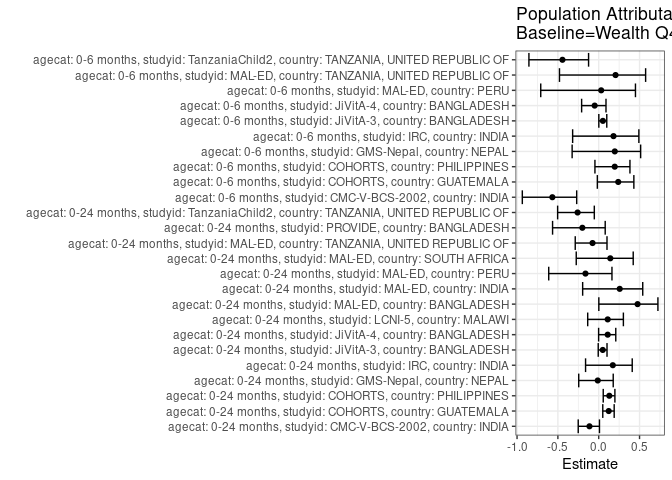 Population Attributa
Baseline=Wealth Q4
agecat: 0-6 months, studyid: TanzaniaChild2, country: TANZANIA, UNITED REPUBLIC OF
agecat: 0-6 months, studyid: MAL-ED, country: TANZANIA, UNITED REPUBLIC OF
agecat: 0-6 months, studyid: MAL-ED, country: PERU
agecat: 0-6 months, studyid: JiVitA-4, country: BANGLADESH
agecat: 0-6 months, studyid: JiVitA-3, country: BANGLADESH
agecat: 0-6 months, studyid: IRC, country: INDIA
agecat: 0-6 months, studyid: GMS-Nepal, country: NEPAL
agecat: 0-6 months, studyid: COHORTS, country: PHILIPPINES
agecat: 0-6 months, studyid: COHORTS, country: GUATEMALA
agecat: 0-6 months, studyid: CMC-V-BCS-2002, country: INDIA
agecat: 0-24 months, studyid: TanzaniaChild2, country: TANZANIA, UNITED REPUBLIC OF
agecat: 0-24 months, studyid: PROVIDE, country: BANGLADESH
agecat: 0-24 months, studyid: MAL-ED, country: TANZANIA, UNITED REPUBLIC OF
agecat: 0-24 months, studyid: MAL-ED, country: SOUTH AFRICA
agecat: 0-24 months, studyid: MAL-ED, country: PERU
agecat: 0-24 months, studyid: MAL-ED, country: INDIA
agecat: 0-24 months, studyid: MAL-ED, country: BANGLADESH
agecat: 0-24 months, studyid: LCNI-5, country: MALAWI
agecat: 0-24 months, studyid: JiVitA-4, country: BANGLADESH
agecat: 0-24 months, studyid: JiVitA-3, country: BANGLADESH
agecat: 0-24 months, studyid: IRC, country: INDIA
agecat: 0-24 months, studyid: GMS-Nepal, country: NEPAL
agecat: 0-24 months, studyid: COHORTS, country: PHILIPPINES
agecat: 0-24 months, studyid: COHORTS, country: GUATEMALA
agecat: 0-24 months, studyid: CMC-V-BCS-2002, country: INDIA
-1.0 -0.5 0.0 0.5
Estimate